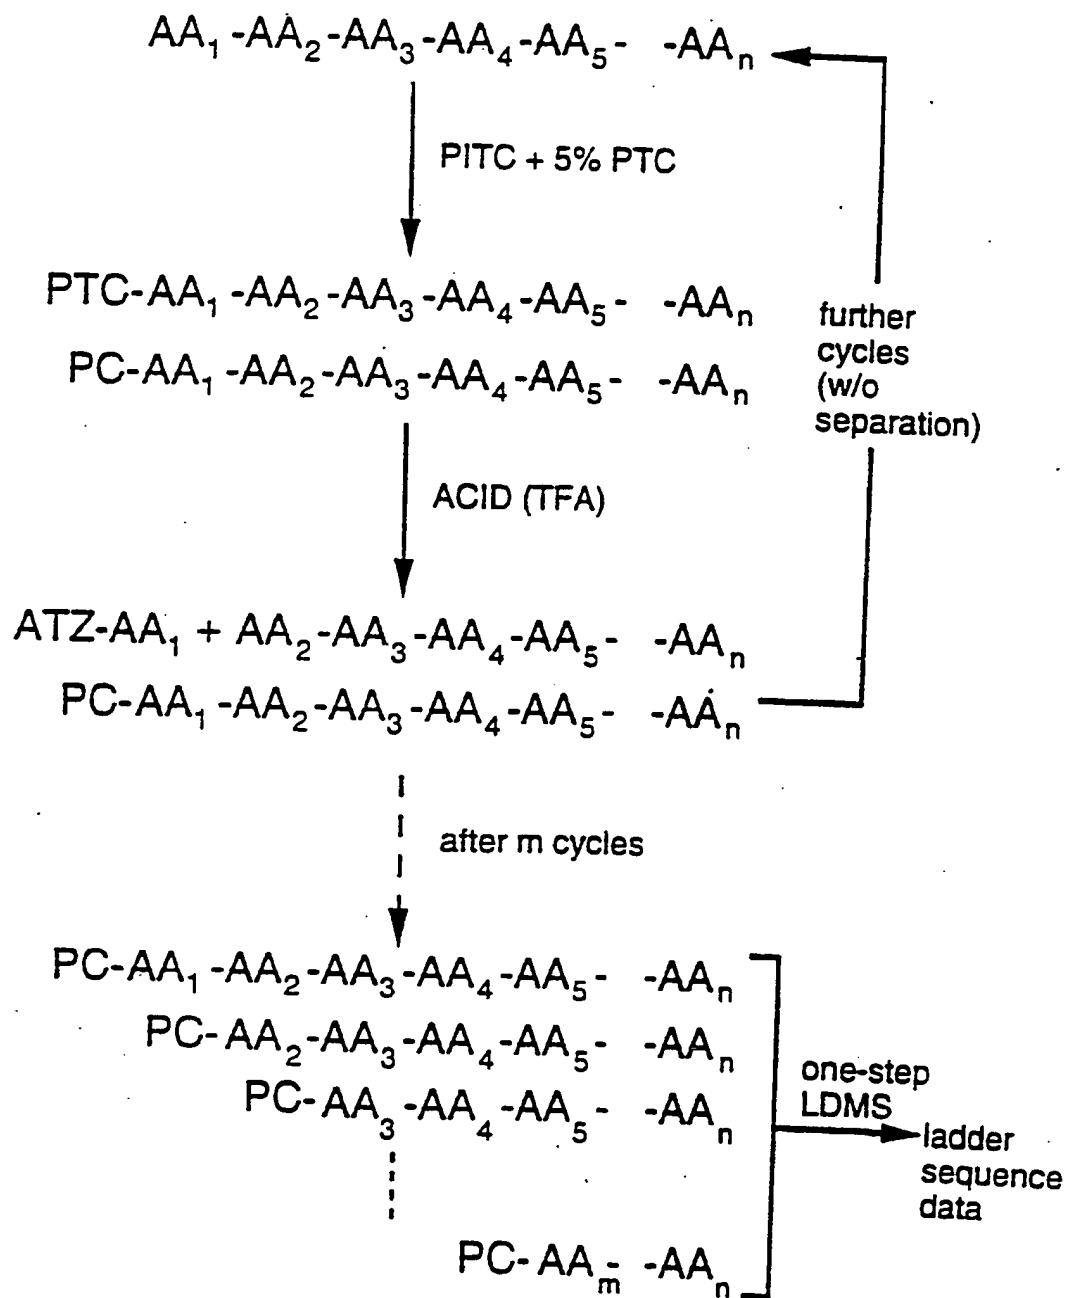 AA₁ -AA₂-AA₃-AA₄-AA₅- -AAₙ
PITC + 5% PTC
PTC-AA₁ -AA₂-AA₃-AA₄-AA₅- -AAₙ
PC-AA₁ -AA₂-AA₃-AA₄-AA₅- -AAₙ
further
cycles
(w/o
separation)
ACID (TFA)
ATZ-AA₁ + AA₂-AA₃-AA₄-AA₅- -AAₙ
PC-AA₁ -AA₂-AA₃-AA₄-AA₅- -AAₙ
after m cycles
PC-AA₁ -AA₂-AA₃-AA₄-AA₅- -AAₙ
PC-AA₂-AA₃-AA₄-AA₅- -AAₙ
PC-AA₃-AA₄-AA₅- -AAₙ
one-step
LDMS
ladder
sequence
data
PC-AAₘ- -AAₙ